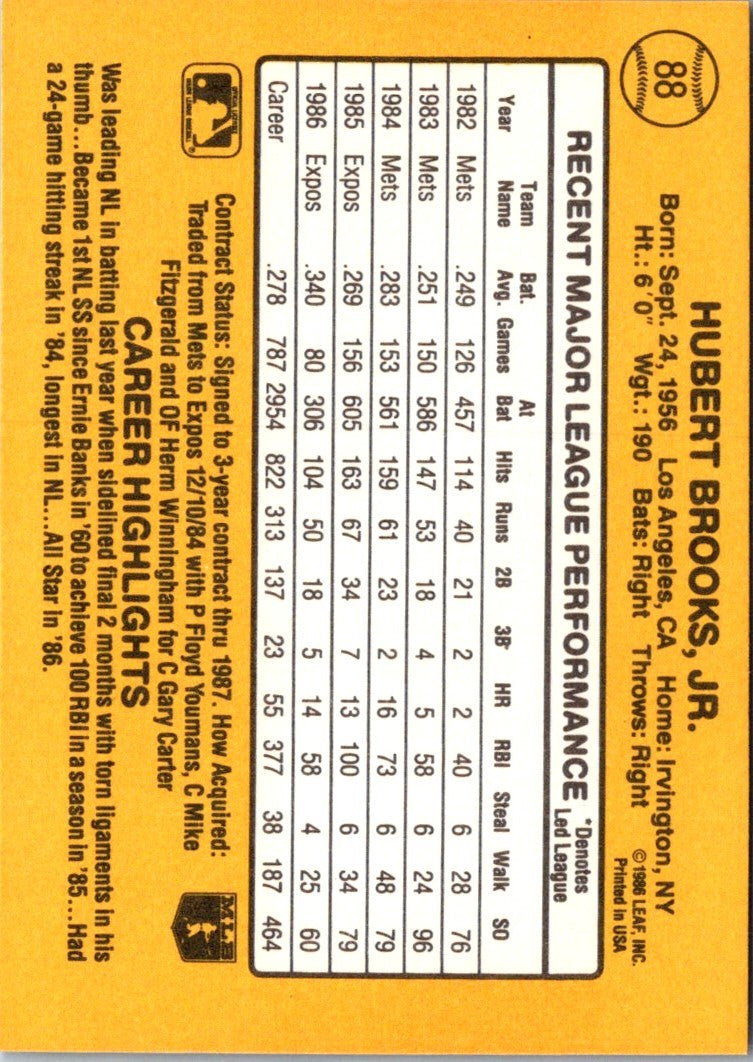 88
HUBERT BROOKS, JR.
Born: Sept. 24, 1956 Los Angeles, CA Home: Irvington, NY
Ht.: 6'0" Wgt.: 190 Bats: Right Throws: Right
©1986 LEAF, INC.
Printed in USA
RECENT MAJOR LEAGUE PERFORMANCE *Denotes Led League
Year Team Name Bat. Avg. Games At Bat Hits Runs 2B 3B HR RBI Steal Walk SO
1982 Mets .249 126 457 114 40 21 2 2 40 6 28 76
1983 Mets .251 150 586 147 53 18 4 5 58 6 24 96
1984 Mets .283 153 561 159 61 23 2 16 73 6 48 79
1985 Expos .269 156 605 163 67 34 7 13 100 6 34 79
1986 Expos .340 80 306 104 50 18 5 14 58 4 25 60
Career .278 787 2954 822 313 137 23 55 377 38 187 464
Contract Status: Signed to 3-year contract thru 1987. How Acquired:
Traded from Mets to Expos 12/10/84 with P Floyd Youmans, C Mike
Fitzgerald and OF Herm Winningham for C Gary Carter
MLB
CAREER HIGHLIGHTS
Was leading NL in batting last year when sidelined final 2 months with torn ligaments in his
thumb...Became 1st NL SS since Ernie Banks in '60 to achieve 100 RBI in a season in '85...Had
a 24-game hitting streak in '84, longest in NL...All Star in '86.